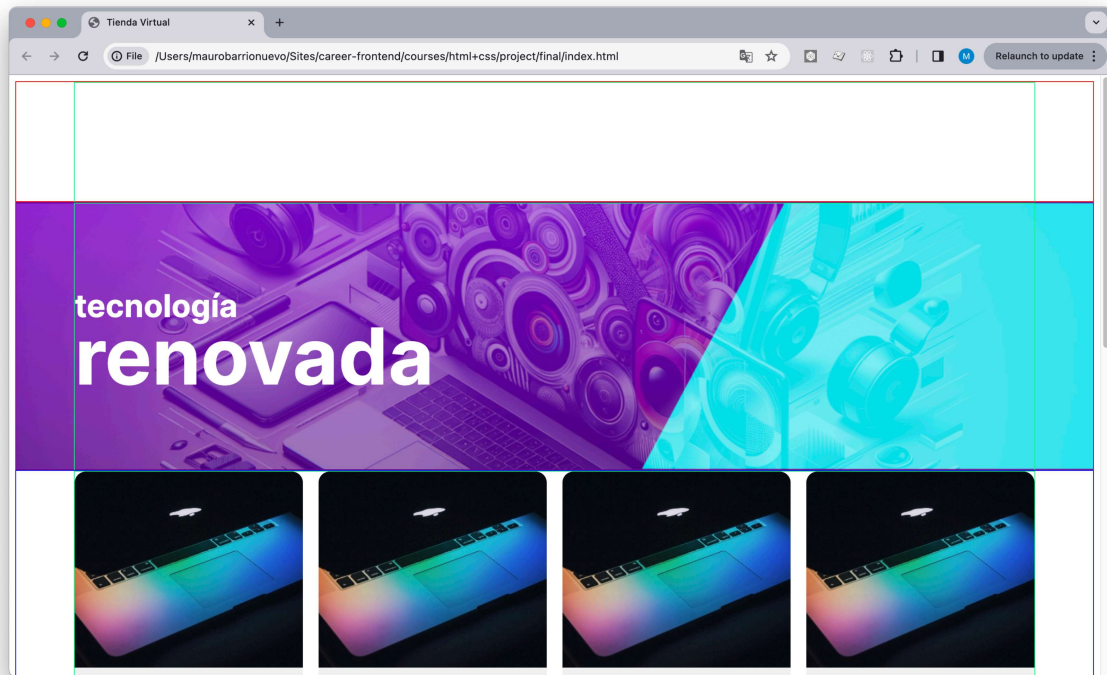 Tienda Virtual
File /Users/maurobarrionuevo/Sites/career-frontend/courses/html+css/project/final/index.html M Relaunch to update
tecnología
renovada